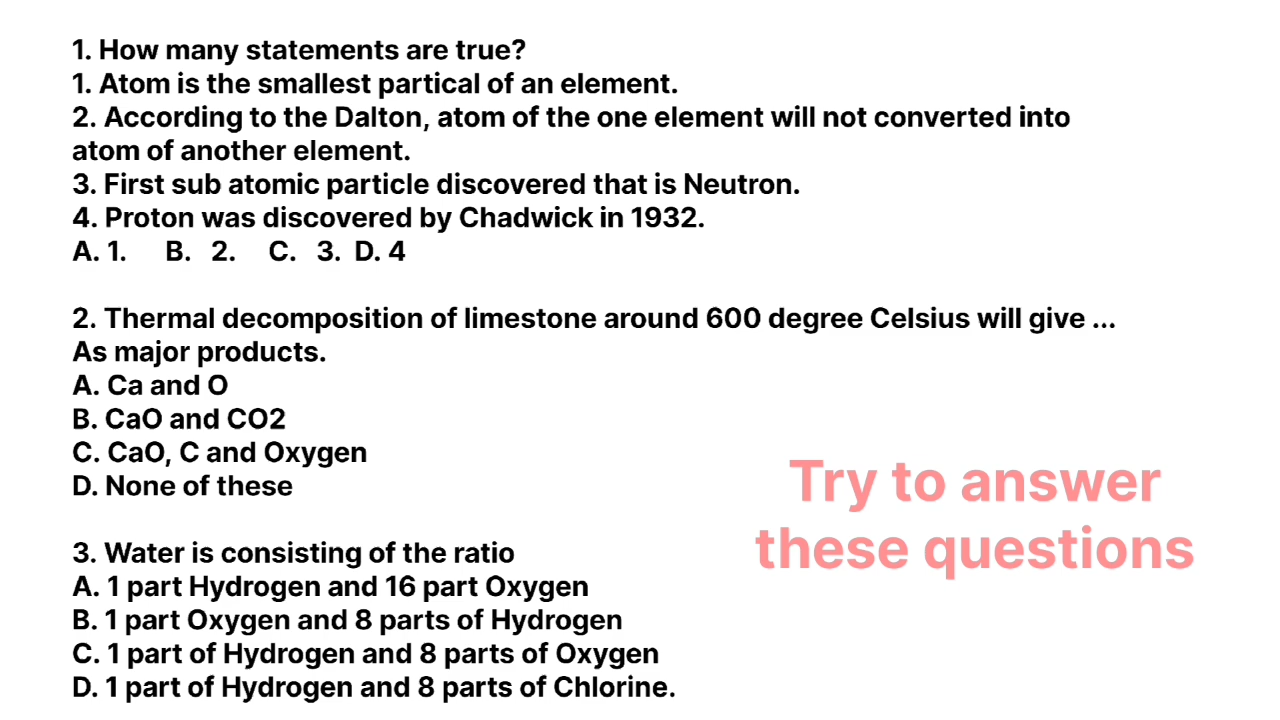 1. How many statements are true?
1. Atom is the smallest partical of an element.
2. According to the Dalton, atom of the one element will not converted into
atom of another element.
3. First sub atomic particle discovered that is Neutron.
4. Proton was discovered by Chadwick in 1932.
A. 1. B. 2. C. 3. D. 4
2. Thermal decomposition of limestone around 600 degree Celsius will give ...
As major products.
A. Ca and O
B. CaO and CO2
C. CaO, C and Oxygen
D. None of these
3. Water is consisting of the ratio
A. 1 part Hydrogen and 16 part Oxygen
B. 1 part Oxygen and 8 parts of Hydrogen
C. 1 part of Hydrogen and 8 parts of Oxygen
D. 1 part of Hydrogen and 8 parts of Chlorine.
Try to answer
these questions